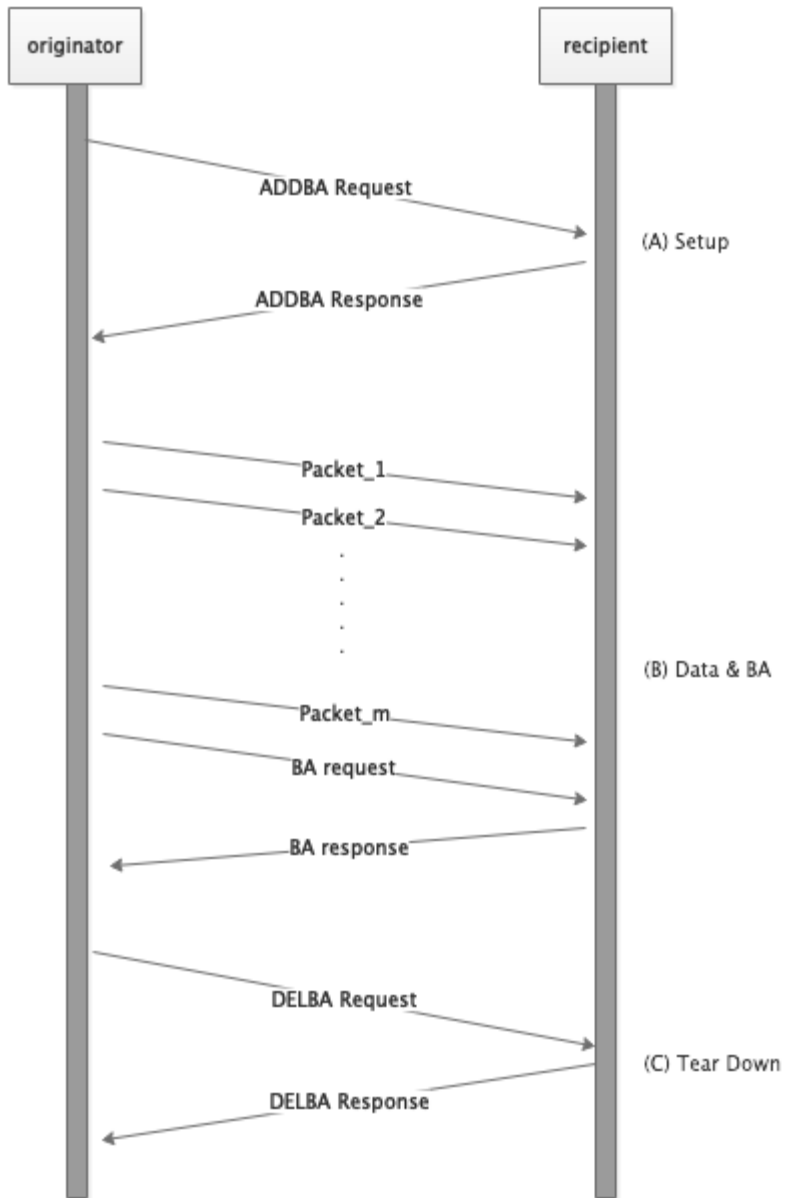 originator
recipient
ADDBA Request
(A) Setup
ADDBA Response
Packet_1
Packet_2
(B) Data & BA
Packet_m
BA request
BA response
DELBA Request
(C) Tear Down
DELBA Response